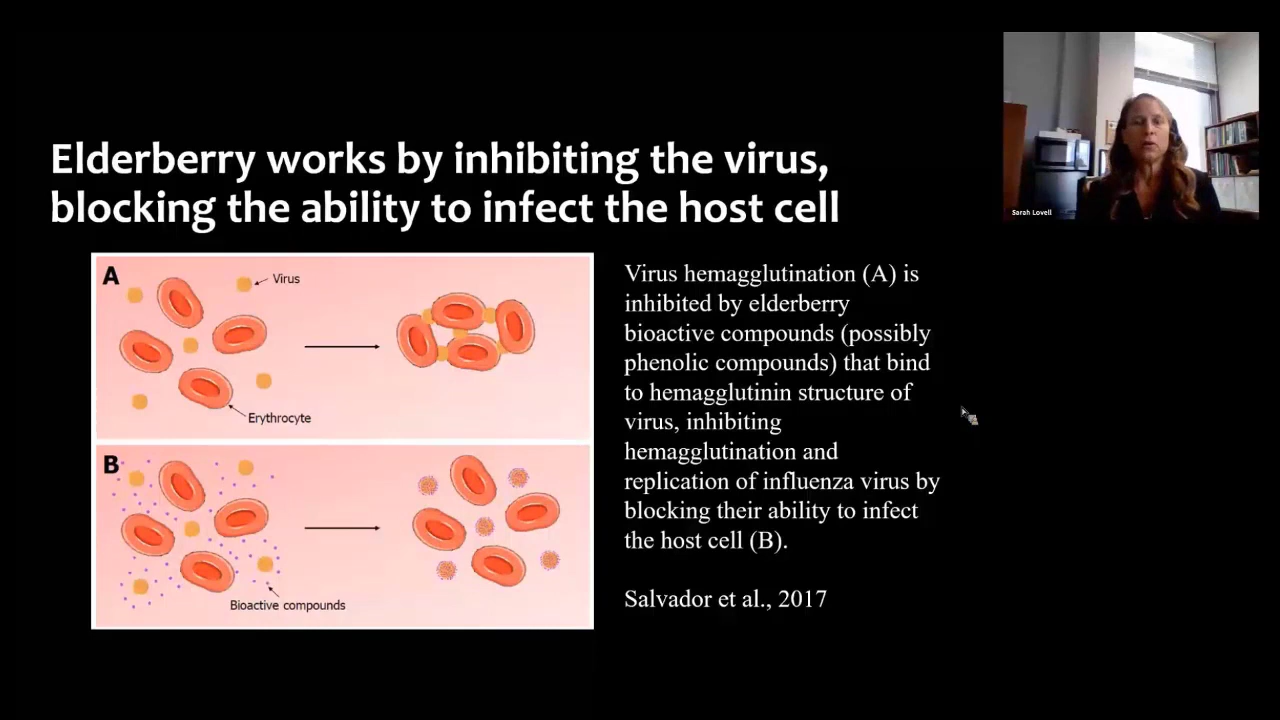 Elderberry works by inhibiting the virus,
blocking the ability to infect the host cell
Sarah Lovell
A
Virus
Erythrocyte
B
Bioactive compounds
Virus hemagglutination (A) is
inhibited by elderberry
bioactive compounds (possibly
phenolic compounds) that bind
to hemagglutinin structure of
virus, inhibiting
hemagglutination and
replication of influenza virus by
blocking their ability to infect
the host cell (B).
Salvador et al., 2017